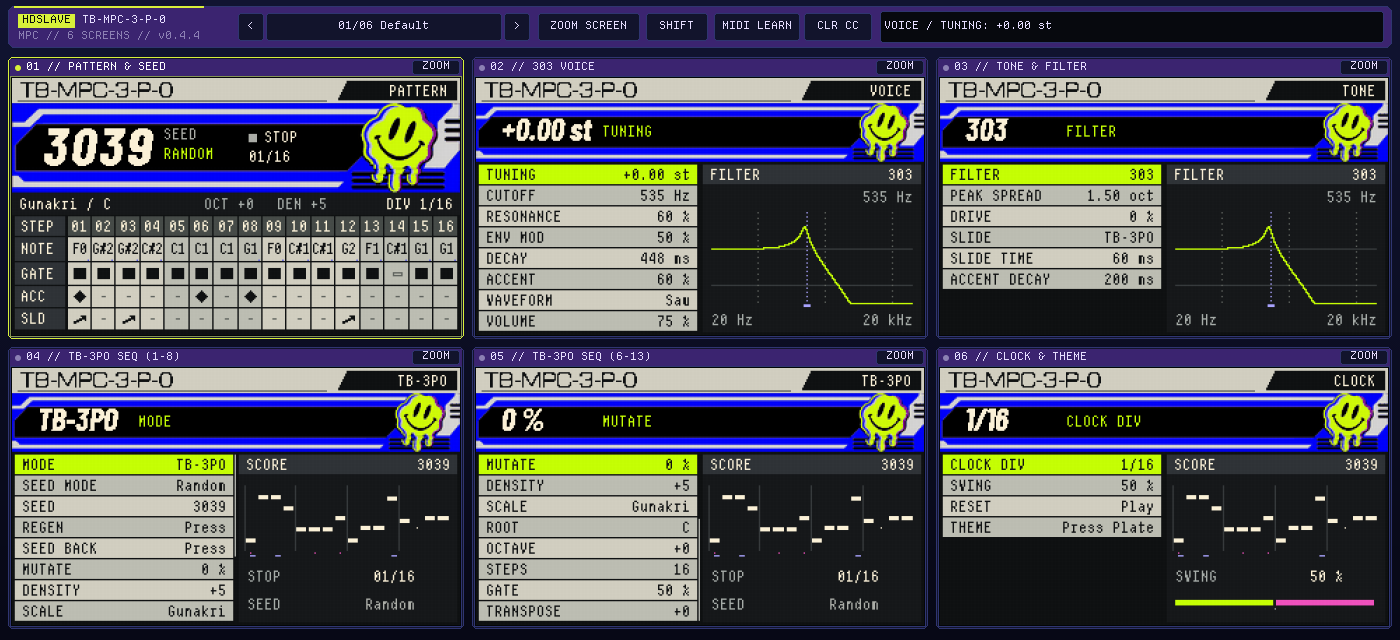 HDSLAVE TB-MPC-3-P-0
MPC // 6 SCREENS // v0.4.4
< 01/06 Default > ZOOM SCREEN SHIFT MIDI LEARN CLR CC VOICE / TUNING: +0.00 st
01 // PATTERN & SEED ZOOM
TB-MPC-3-P-0 PATTERN
3039 SEED RANDOM STOP 01/16
Gunakri / C OCT +0 DEN +5 DIV 1/16
STEP 01 02 03 04 05 06 07 08 09 10 11 12 13 14 15 16
NOTE F0 G#2 G#2 C#2 C1 C1 C1 G1 F0 C#1 C#1 G2 F1 C#1 G1 G1
GATE
ACC - - - - - - - - - - - - -
SLD - - - - - - - - - - - - -
02 // 303 VOICE ZOOM
TB-MPC-3-P-0 VOICE
+0.00 st TUNING
TUNING +0.00 st
CUTOFF 535 Hz
RESONANCE 60 %
ENV MOD 50 %
DECAY 448 ms
ACCENT 60 %
WAVEFORM Saw
VOLUME 75 %
FILTER 303
535 Hz
20 Hz 20 kHz
03 // TONE & FILTER ZOOM
TB-MPC-3-P-0 TONE
303 FILTER
FILTER 303
PEAK SPREAD 1.50 oct
DRIVE 0 %
SLIDE TB-3PO
SLIDE TIME 60 ms
ACCENT DECAY 200 ms
FILTER 303
535 Hz
20 Hz 20 kHz
04 // TB-3PO SEQ (1-8) ZOOM
TB-MPC-3-P-0 TB-3PO
TB-3PO MODE
MODE TB-3PO
SEED MODE Random
SEED 3039
REGEN Press
SEED BACK Press
MUTATE 0 %
DENSITY +5
SCALE Gunakri
SCORE 3039
STOP 01/16
SEED Random
05 // TB-3PO SEQ (6-13) ZOOM
TB-MPC-3-P-0 TB-3PO
0 % MUTATE
MUTATE 0 %
DENSITY +5
SCALE Gunakri
ROOT C
OCTAVE +0
STEPS 16
GATE 50 %
TRANSPOSE +0
SCORE 3039
STOP 01/16
SEED Random
06 // CLOCK & THEME ZOOM
TB-MPC-3-P-0 CLOCK
1/16 CLOCK DIV
CLOCK DIV 1/16
SWING 50 %
RESET Play
THEME Press Plate
SCORE 3039
SWING 50 %